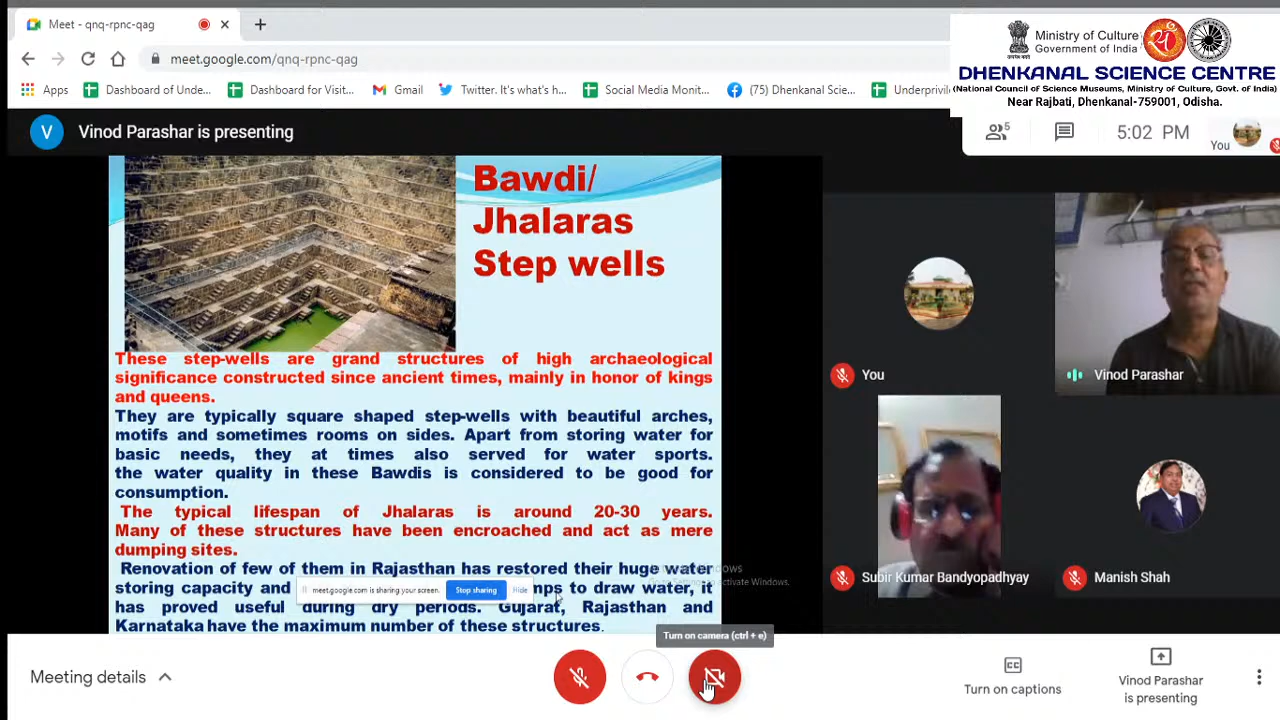 Meet - qnq-rpnc-qag
meet.google.com/qnq-rpnc-qag
Apps
Dashboard of Unde...
Dashboard for Visit...
Gmail
Twitter. It's what's h...
Social Media Monit...
(75) Dhenkanal Scie...
Underprivile
Ministry of Culture
Government of India
DHENKANAL SCIENCE CENTRE
(National Council of Science Museums, Ministry of Culture, Govt. of India)
Near Rajbati, Dhenkanal-759001, Odisha.
V
Vinod Parashar is presenting
5
5:02 PM
You
Bawdi/
Jhalaras
Step wells
These step-wells are grand structures of high archaeological
significance constructed since ancient times, mainly in honor of kings
and queens.
They are typically square shaped step-wells with beautiful arches,
motifs and sometimes rooms on sides. Apart from storing water for
basic needs, they at times also served for water sports.
the water quality in these Bawdis is considered to be good for
consumption.
The typical lifespan of Jhalaras is around 20-30 years.
Many of these structures have been encroached and act as mere
dumping sites.
Renovation of few of them in Rajasthan has restored their huge water
storing capacity and mps to draw water, it
has proved useful during dry periods. Gujarat, Rajasthan and
Karnataka have the maximum number of these structures.
meet.google.com is sharing your screen.
Stop sharing
Hide
You
Vinod Parashar
Subir Kumar Bandyopadhyay
Manish Shah
Turn on camera (ctrl + e)
Meeting details
Turn on captions
Vinod Parashar
is presenting